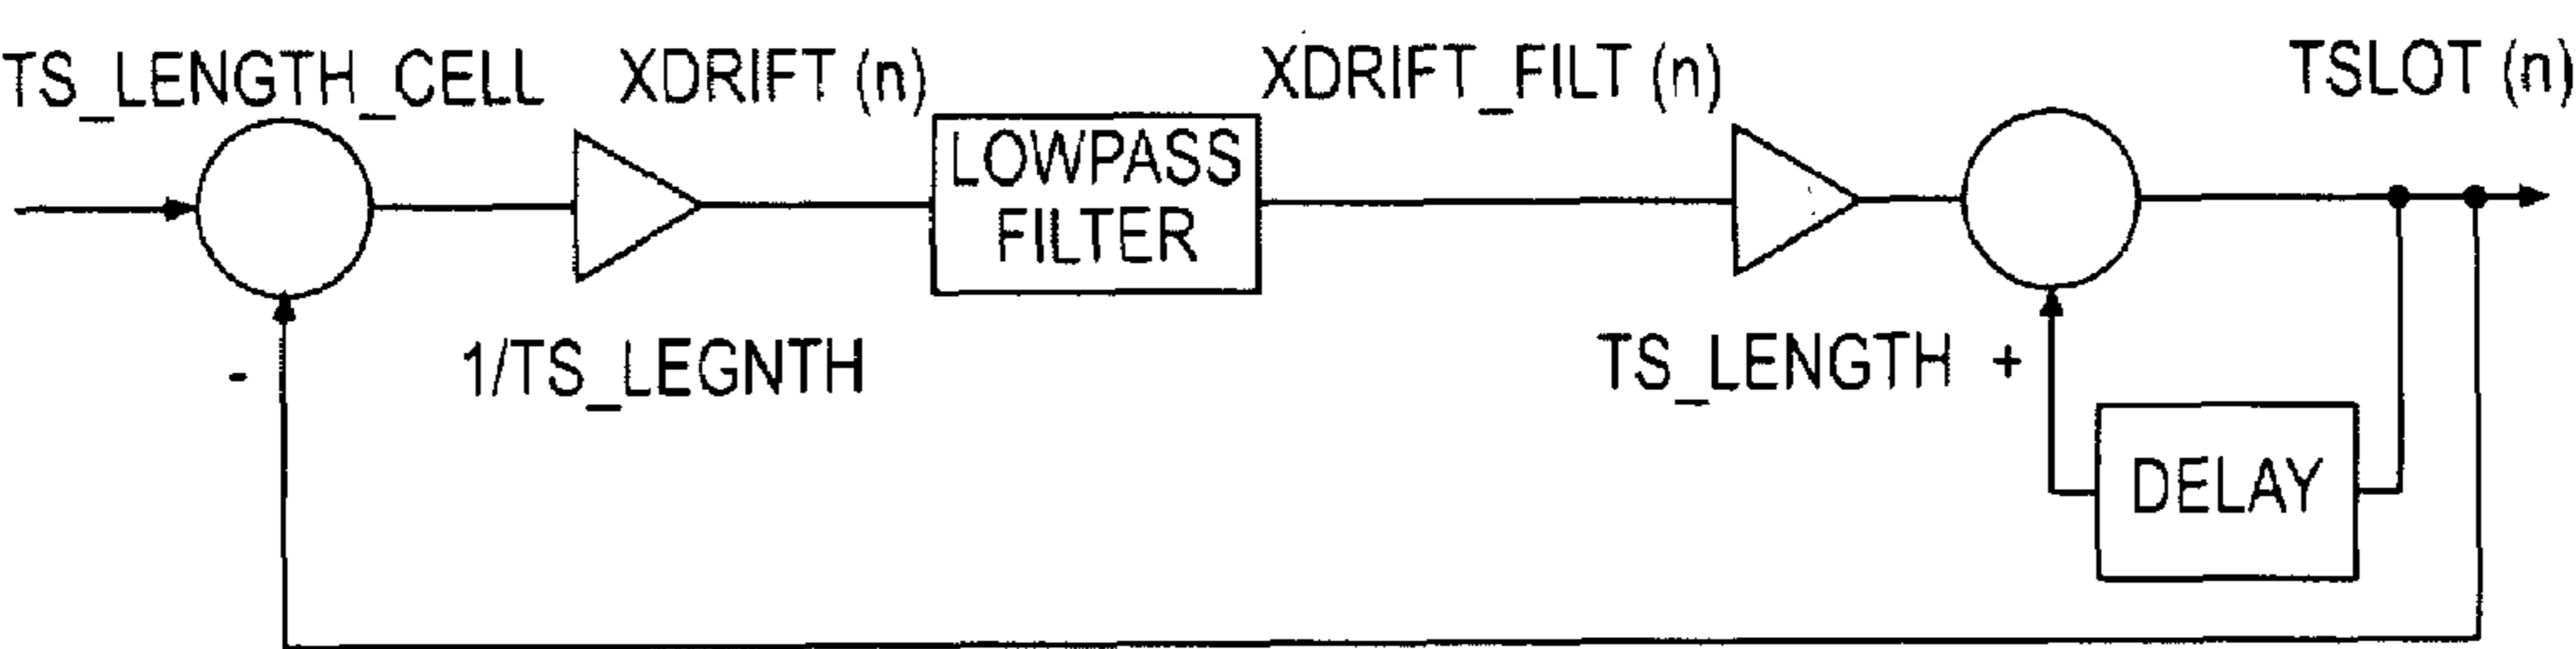 TS_LENGTH_CELL
XDRIFT (n)
XDRIFT_FILT (n)
TSLOT (n)
LOWPASS
FILTER
-
1/TS_LEGNTH
TS_LENGTH +
DELAY